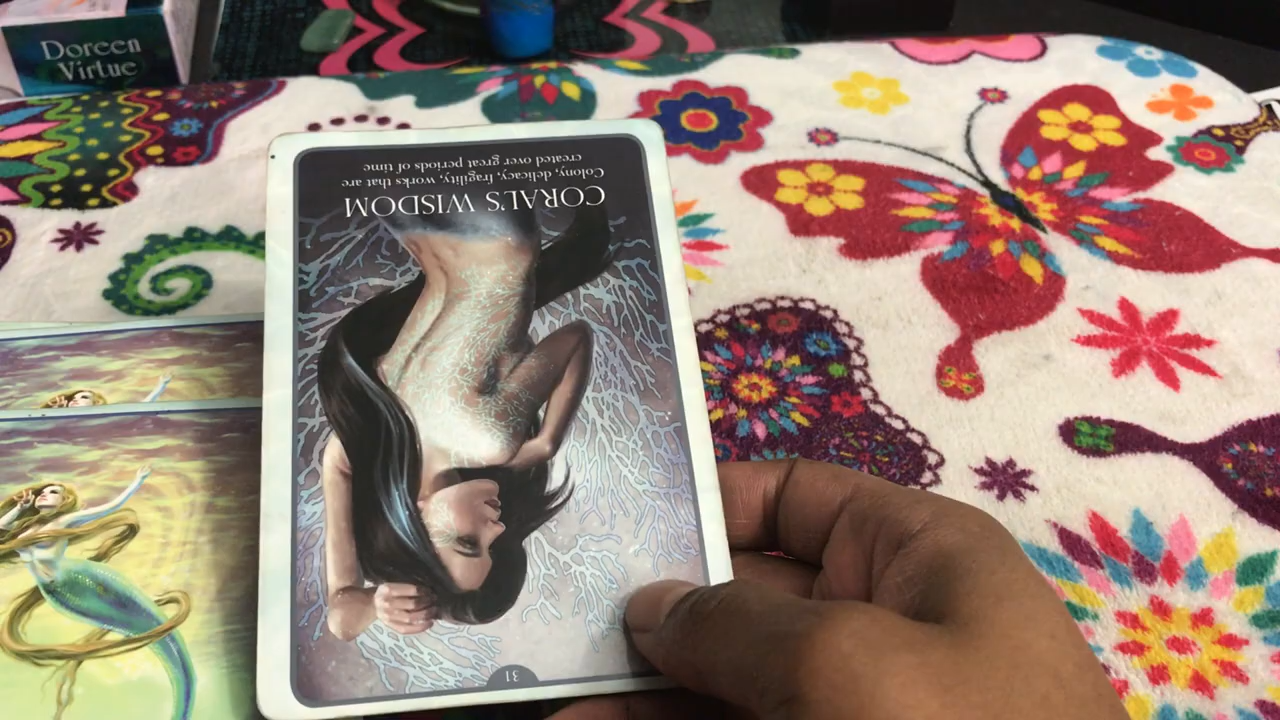 Doreen
Virtue
CORAL'S WISDOM
Colony, delicacy, fragility, works that are
created over great periods of time
31